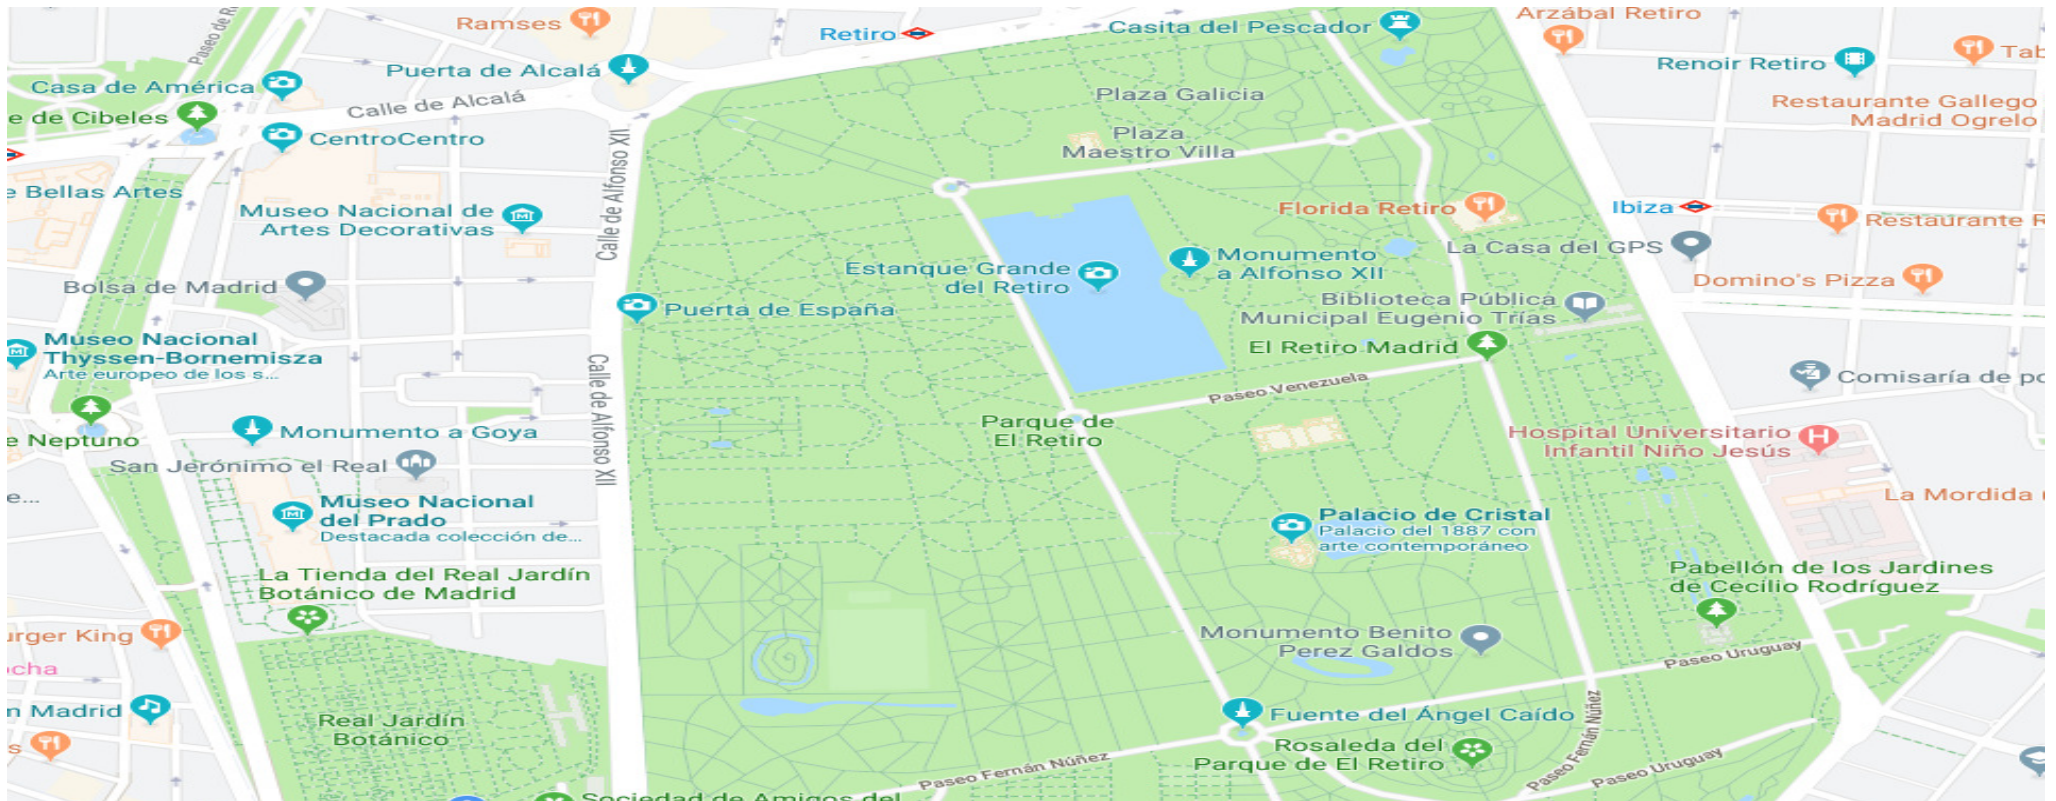 Ramses
Retiro
Casita del Pescador
Arzábal Retiro
Paseo de R
Puerta de Alcalá
Renoir Retiro
Tab
Casa de América
Calle de Alcalá
Plaza Galicia
Restaurante Gallego
Madrid Ogrelo
e de Cibeles
CentroCentro
Plaza
Maestro Villa
Calle de Alfonso XII
e Bellas Artes
Museo Nacional de
Artes Decorativas
Florida Retiro
Ibiza
Restaurante R
La Casa del GPS
Monumento
a Alfonso XII
Estanque Grande
del Retiro
Bolsa de Madrid
Domino's Pizza
Puerta de España
Biblioteca Pública
Municipal Eugenio Trías
Museo Nacional
Thyssen-Bornemisza
Arte europeo de los s...
El Retiro Madrid
Calle de Alfonso XII
Paseo Venezuela
Comisaría de po
e Neptuno
Monumento a Goya
Parque de
El Retiro
Hospital Universitario
Infantil Niño Jesús
San Jerónimo el Real
e...
Museo Nacional
del Prado
Destacada colección de...
La Mordida
Palacio de Cristal
Palacio del 1887 con
arte contemporáneo
La Tienda del Real Jardín
Botánico de Madrid
Pabellón de los Jardines
de Cecilio Rodríguez
urger King
Monumento Benito
Perez Galdos
ocha
Paseo Uruguay
n Madrid
Real Jardín
Botánico
Fuente del Ángel Caído
Paseo Fernán Núñez
s
Rosaleda del
Parque de El Retiro
Paseo Fernán Núñez
Paseo Fernán Núñez
Paseo Uruguay
Sociedad de Amigos del